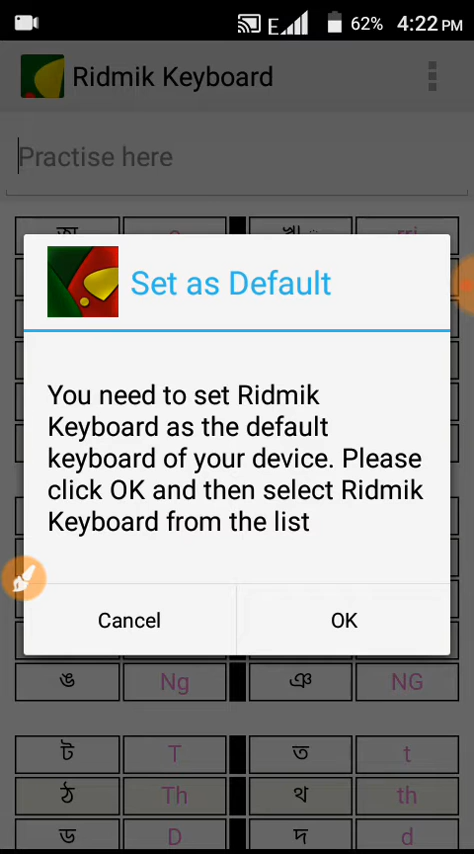 E 62% 4:22 PM
Ridmik Keyboard
Practise here
Set as Default
You need to set Ridmik
Keyboard as the default
keyboard of your device. Please
click OK and then select Ridmik
Keyboard from the list
Cancel OK
ঙ Ng ঞ NG
ট T ত t
ঠ Th থ th
ড D দ d